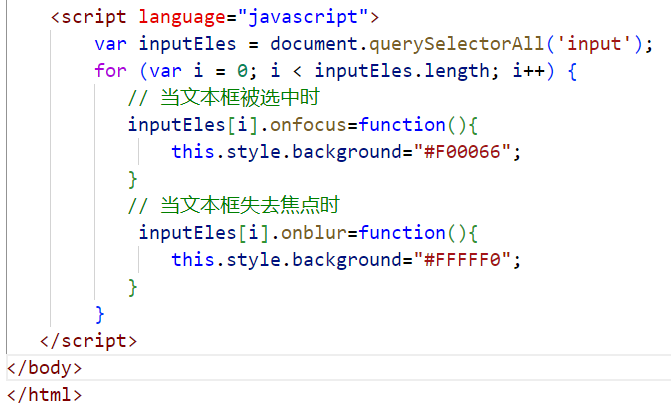 <script language="javascript">
var inputEles = document.querySelectorAll('input');
for (var i = 0; i < inputEles.length; i++) {
// 当文本框被选中时
inputEles[i].onfocus=function(){
this.style.background="#F00066";
}
// 当文本框失去焦点时
inputEles[i].onblur=function(){
this.style.background="#FFFFF0";
}
}
</script>
</body>
</html>